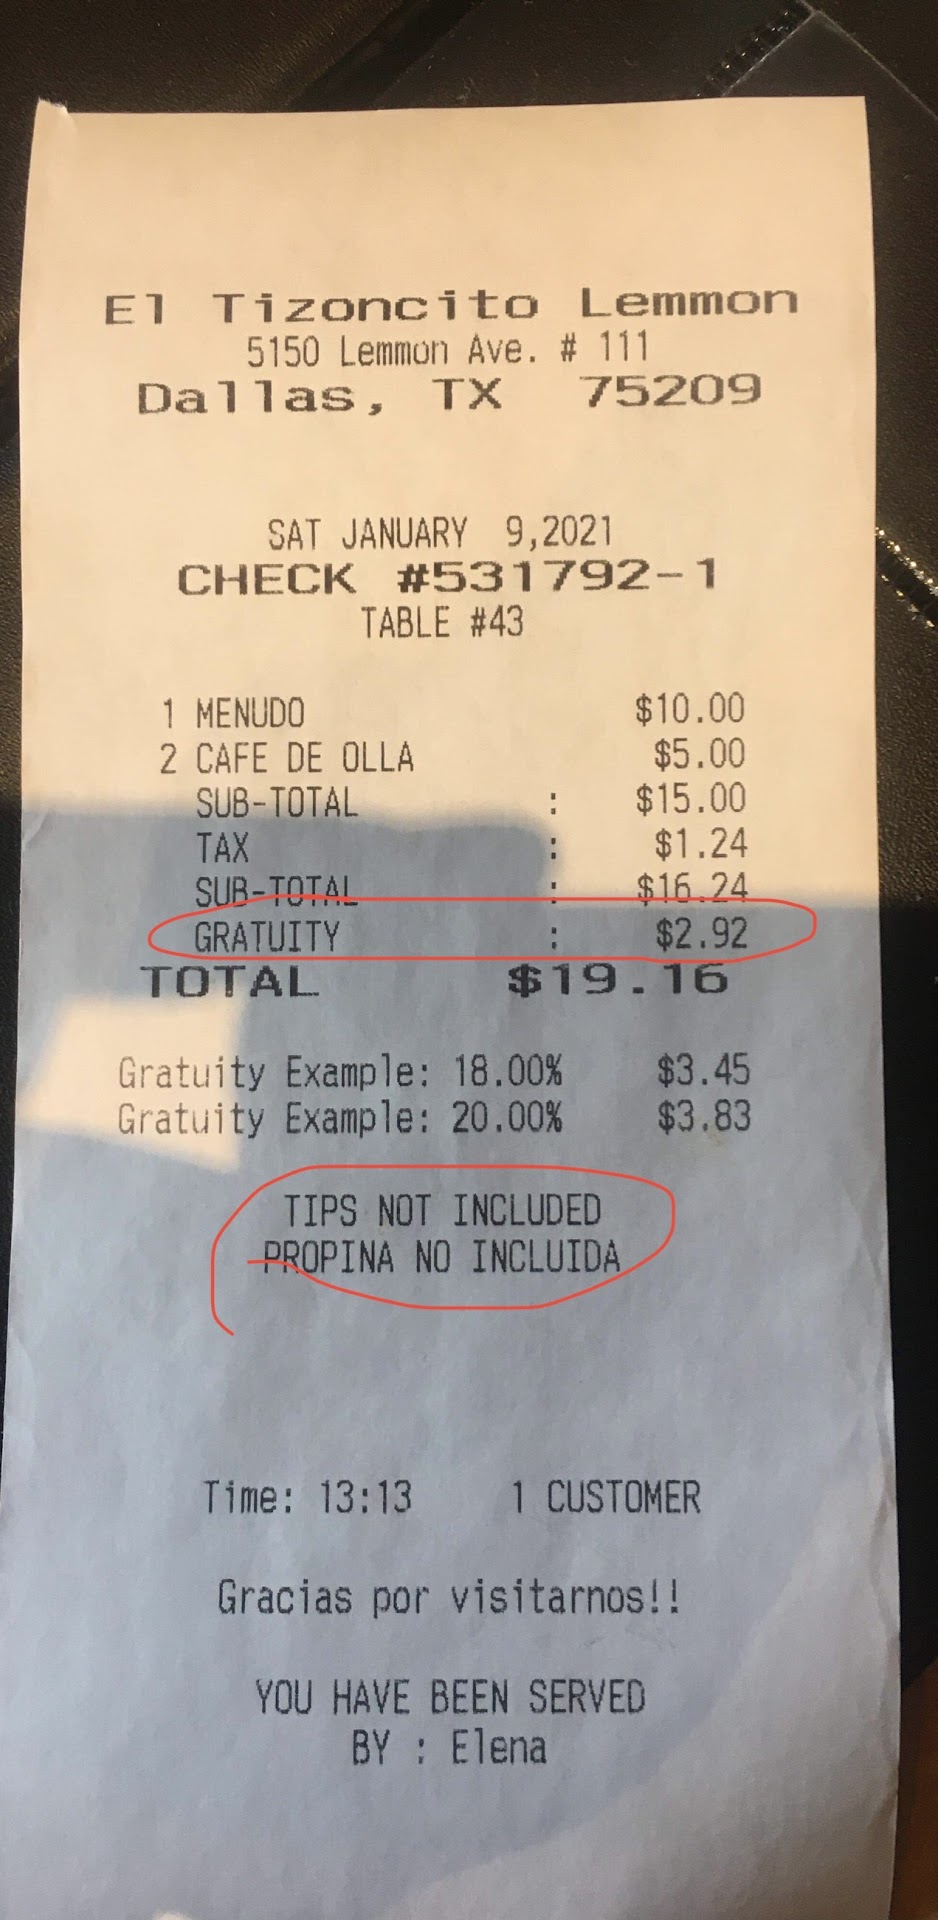 El Tizoncito Lemmon
5150 Lemmon Ave. # 111
Dallas, TX 75209
SAT JANUARY 9,2021
CHECK #531792-1
TABLE #43
1 MENUDO $10.00
2 CAFE DE OLLA $5.00
SUB-TOTAL : $15.00
TAX : $1.24
SUB-TOTAL : $16.24
GRATUITY : $2.92
TOTAL $19.16
Gratuity Example: 18.00% $3.45
Gratuity Example: 20.00% $3.83
TIPS NOT INCLUDED
PROPINA NO INCLUIDA
Time: 13:13 1 CUSTOMER
Gracias por visitarnos!!
YOU HAVE BEEN SERVED
BY : Elena